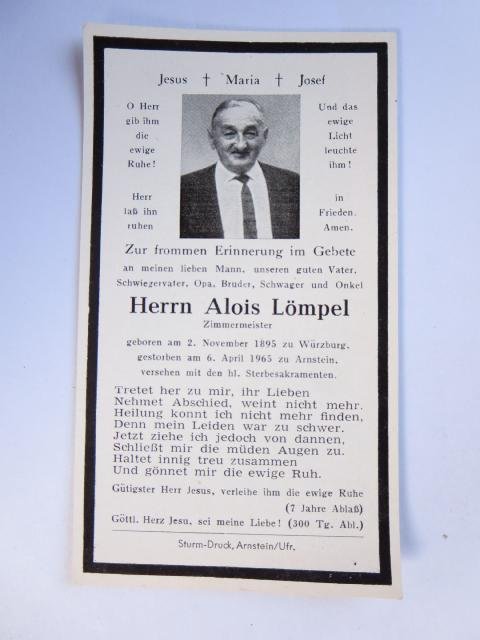 Jesus † Maria † Josef
O Herr
gib ihm
die
ewige
Ruhe!
Herr
laß ihn
ruhen
Und das
ewige
Licht
leuchte
ihm!
in
Frieden.
Amen.
Zur frommen Erinnerung im Gebete
an meinen lieben Mann, unseren guten Vater,
Schwiegervater, Opa, Bruder, Schwager und Onkel
Herrn Alois Lömpel
Zimmermeister
geboren am 2. November 1895 zu Würzburg,
gestorben am 6. April 1965 zu Arnstein,
versehen mit den hl. Sterbesakramenten.
Tretet her zu mir, ihr Lieben
Nehmet Abschied, weint nicht mehr.
Heilung konnt ich nicht mehr finden,
Denn mein Leiden war zu schwer.
Jetzt ziehe ich jedoch von dannen,
Schließt mir die müden Augen zu.
Haltet innig treu zusammen
Und gönnet mir die ewige Ruh.
Gütigster Herr Jesus, verleihe ihm die ewige Ruhe
(7 Jahre Ablaß)
Göttl. Herz Jesu, sei meine Liebe! (300 Tg. Abl.)
Sturm-Druck, Arnstein/Ufr.